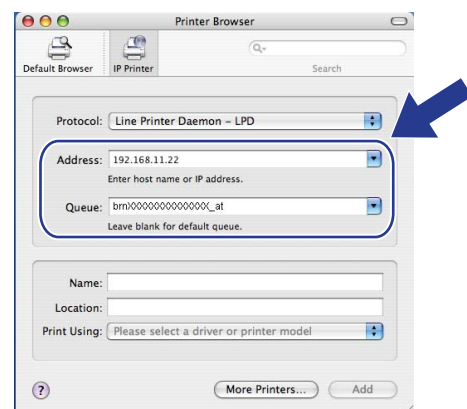 Printer Browser
Default Browser IP Printer Search
Protocol: Line Printer Daemon – LPD
Address: 192.168.11.22
Enter host name or IP address.
Queue: brnXXXXXXXXXXXX_at
Leave blank for default queue.
Name:
Location:
Print Using: Please select a driver or printer model
? More Printers... Add